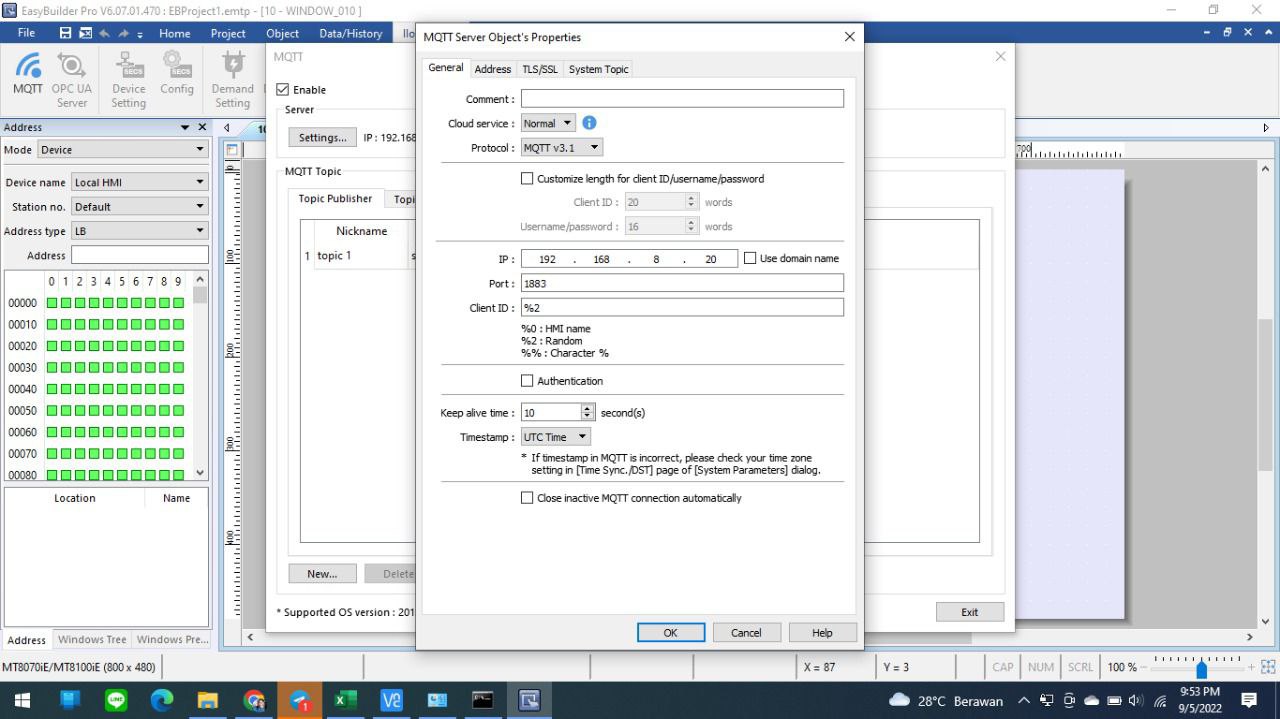 EasyBuilder Pro V6.07.01.470 : EBProject1.emtp - [10 - WINDOW_010 ]
File Home Project Object Data/History
MQTT OPC UA Server Device Setting Config. Demand Setting
SECS SECS
Address
Mode Device
Device name Local HMI
Station no. Default
Address type LB
Address
0 1 2 3 4 5 6 7 8 9
00000
00010
00020
00030
00040
00050
00060
00070
00080
Location Name
Address Windows Tree Windows Pre...
MQTT
Enable
Server
Settings... IP : 192.168
MQTT Topic
Topic Publisher Topi
Nickname
1 topic 1 s
New... Delete
* Supported OS version : 201
Exit
MQTT Server Object's Properties
General Address TLS/SSL System Topic
Comment :
Cloud service : Normal
Protocol : MQTT v3.1
Customize length for client ID/username/password
Client ID : 20 words
Username/password : 16 words
IP : 192 . 168 . 8 . 20 Use domain name
Port : 1883
Client ID : %2
%0 : HMI name
%2 : Random
%% : Character %
Authentication
Keep alive time : 10 second(s)
Timestamp : UTC Time
* If timestamp in MQTT is incorrect, please check your time zone
setting in [Time Sync./DST] page of [System Parameters] dialog.
Close inactive MQTT connection automatically
OK Cancel Help
700
100
200
300
400
MT8070iE/MT8100iE (800 x 480) X = 87 Y = 3 CAP NUM SCRL 100 %
28°C Berawan
9:53 PM
9/5/2022